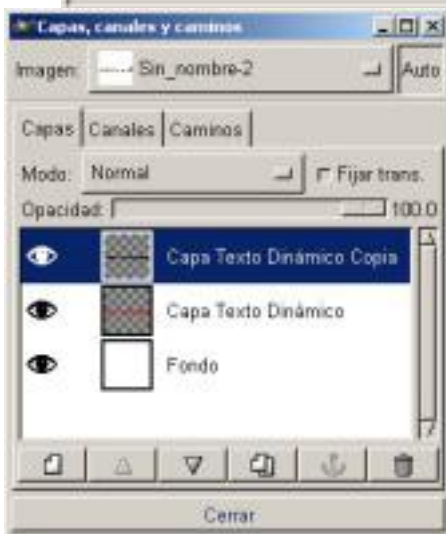 Capas, canales y caminos
Imagen: Sin_nombre-2 Auto
Capas Canales Caminos
Modo: Normal Fijar trans.
Opacidad: 100.0
Capa Texto Dinámico Copia
Capa Texto Dinámico
Fondo
Cerrar